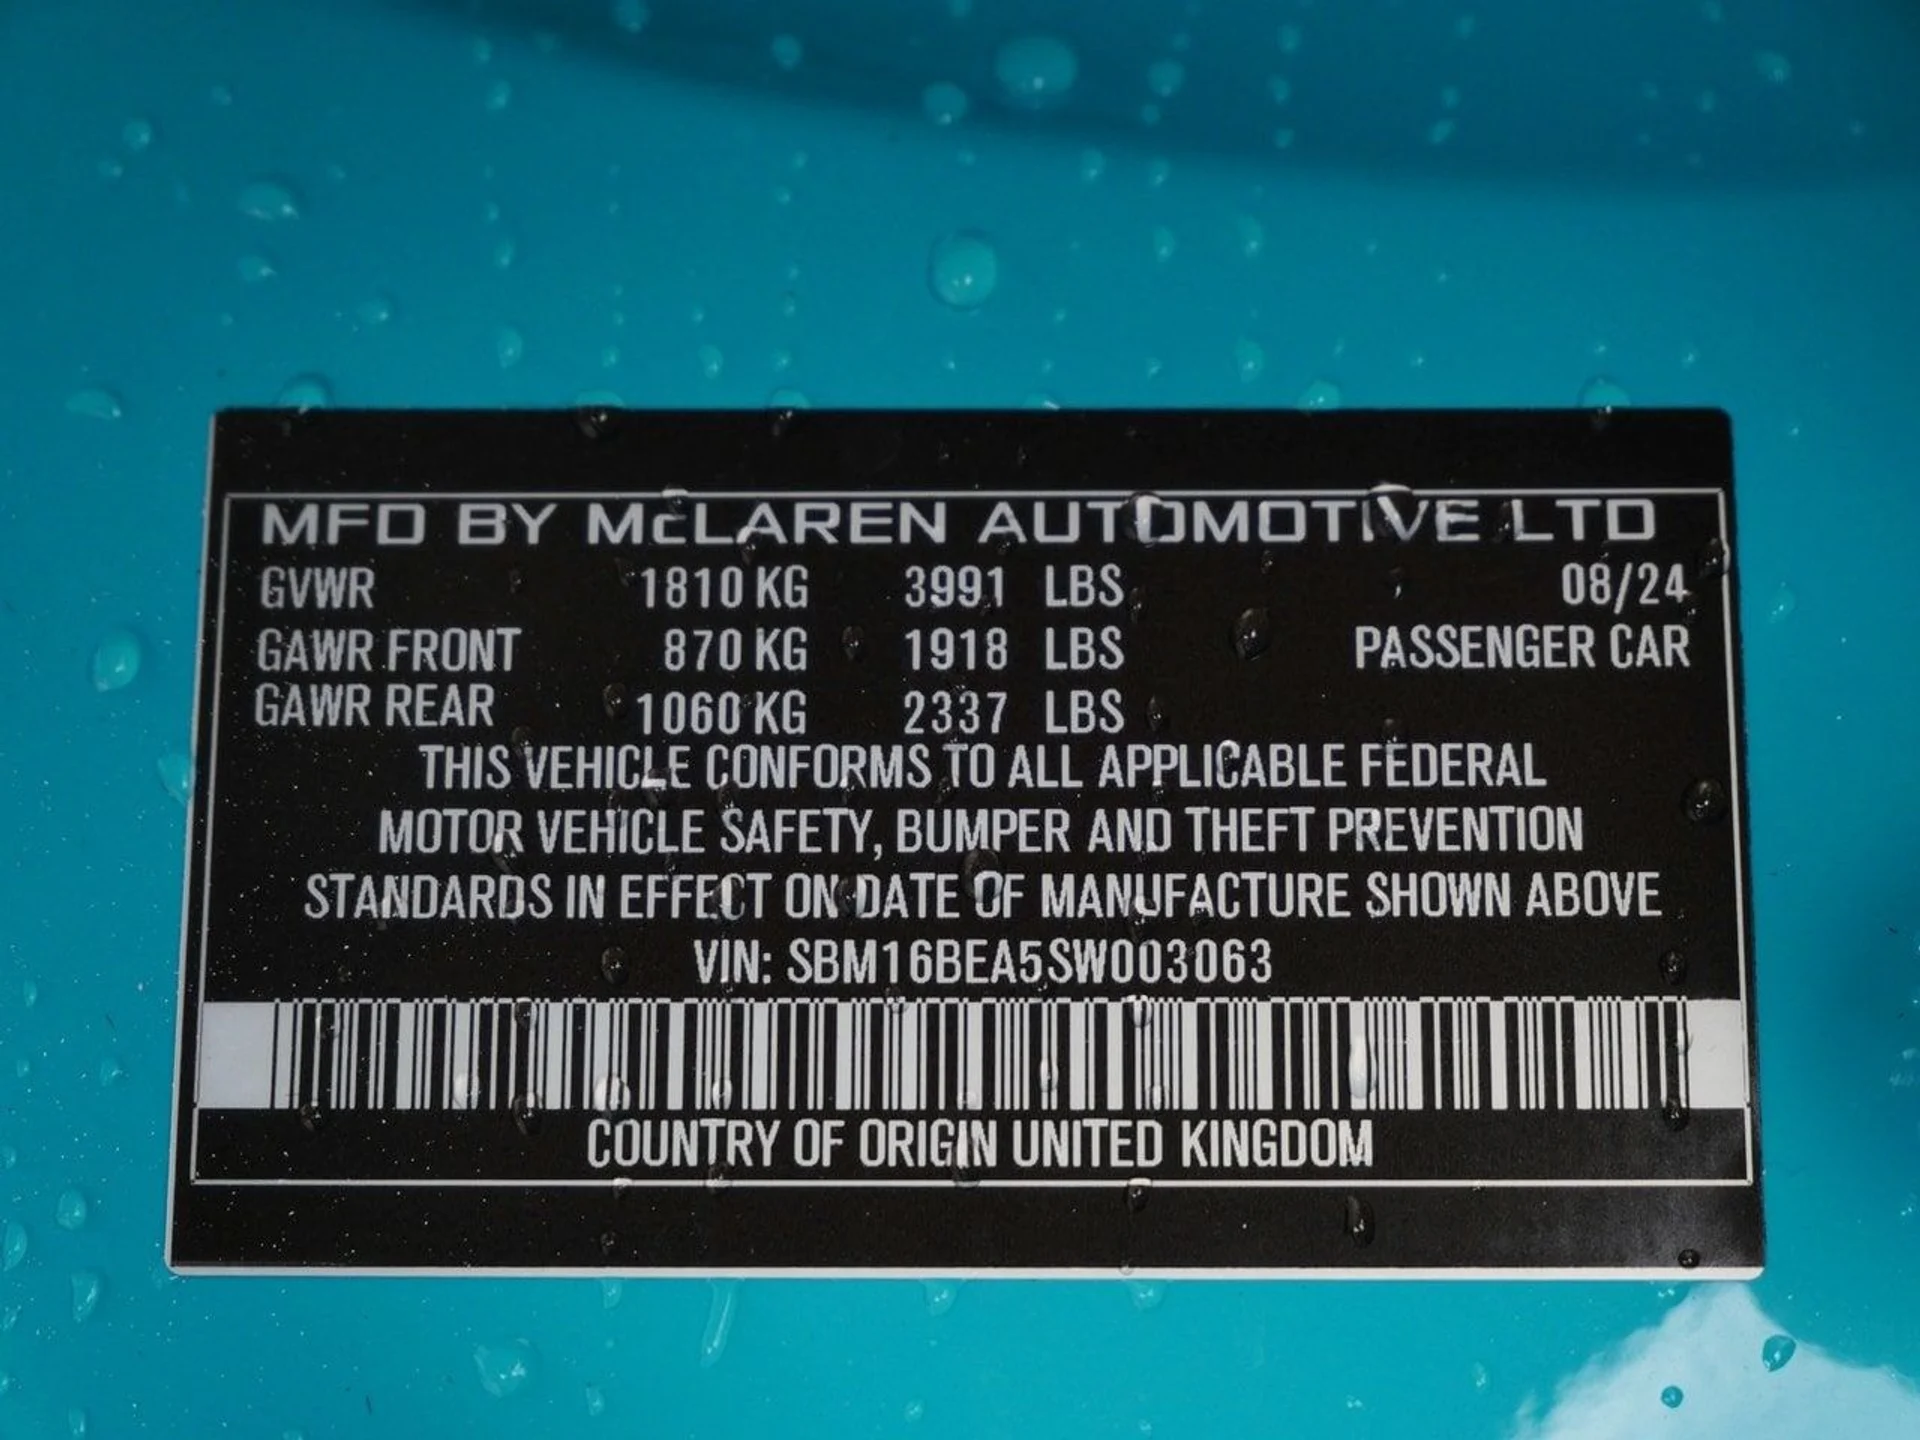 MFD BY McLAREN AUTOMOTIVE LTD
GVWR 1810 KG 3991 LBS 08/24
GAWR FRONT 870 KG 1918 LBS PASSENGER CAR
GAWR REAR 1060 KG 2337 LBS
THIS VEHICLE CONFORMS TO ALL APPLICABLE FEDERAL
MOTOR VEHICLE SAFETY, BUMPER AND THEFT PREVENTION
STANDARDS IN EFFECT ON DATE OF MANUFACTURE SHOWN ABOVE
VIN: SBM16BEA5SW003063
COUNTRY OF ORIGIN UNITED KINGDOM